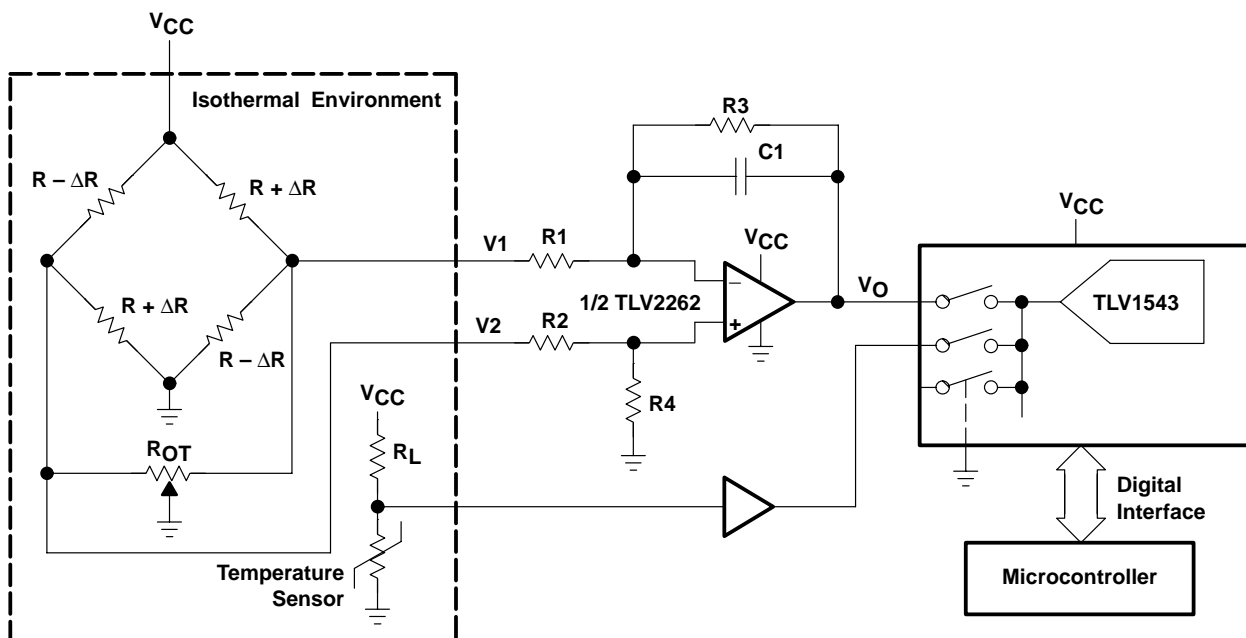 VCC
Isothermal Environment
R – ΔR
R + ΔR
R + ΔR
R – ΔR
ROT
VCC
RL
Temperature
Sensor
V1
R1
V2
R2
R3
C1
VCC
1/2 TLV2262
–
+
R4
VO
VCC
TLV1543
Digital
Interface
Microcontroller